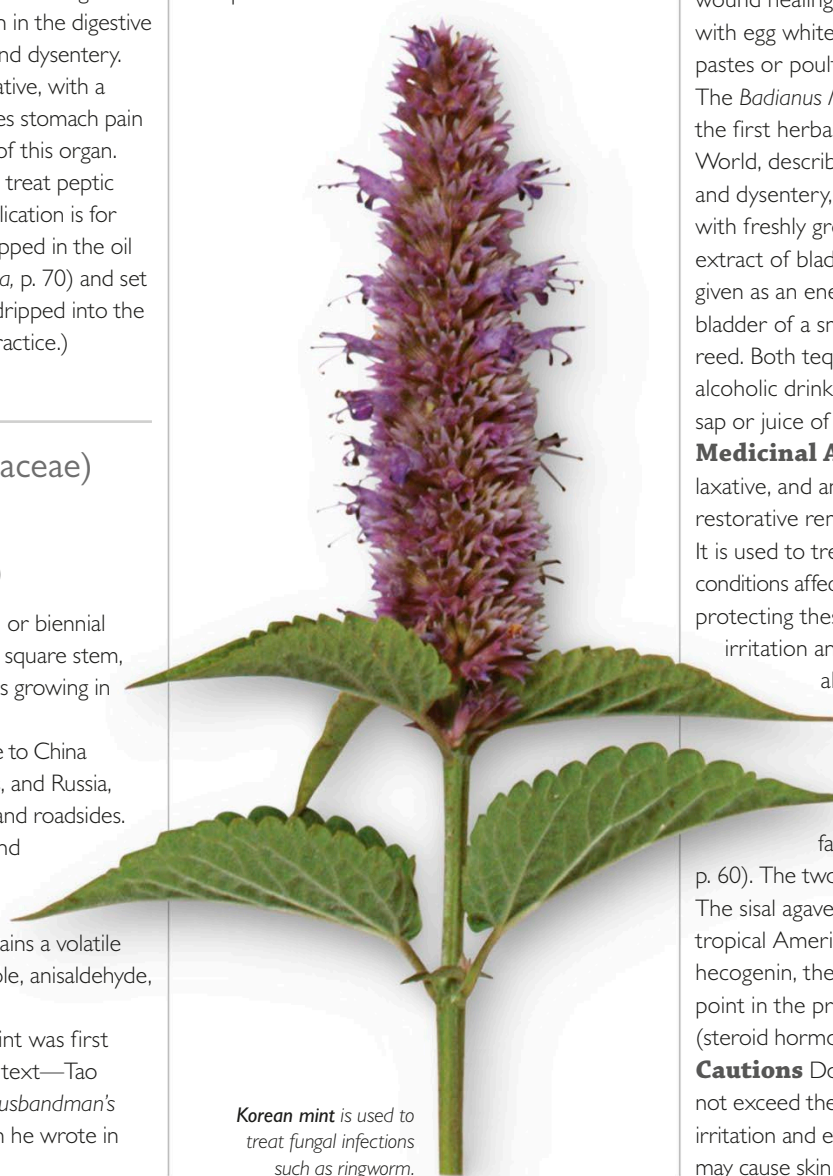 n in the digestive
nd dysentery.
ative, with a
es stomach pain
of this organ.
treat peptic
lication is for
pped in the oil
a, p. 70) and set
dripped into the
ractice.)
aceae)
)
or biennial
square stem,
s growing in
e to China
, and Russia,
and roadsides.
nd
ains a volatile
le, anisaldehyde,
int was first
text—Tao
usbandman's
n he wrote in
Korean mint is used to
treat fungal infections
such as ringworm.
wound healing
with egg white
pastes or poult
The Badianus
the first herba
World, describ
and dysentery,
with freshly gr
extract of blad
given as an ene
bladder of a sn
reed. Both teq
alcoholic drink
sap or juice of
Medicinal A
laxative, and an
restorative rem
It is used to tre
conditions affec
protecting thes
irritation an
al
fa
p. 60). The two
The sisal agave
tropical Ameri
hecogenin, the
point in the pr
(steroid hormo
Cautions Do
not exceed the
irritation and e
may cause skin